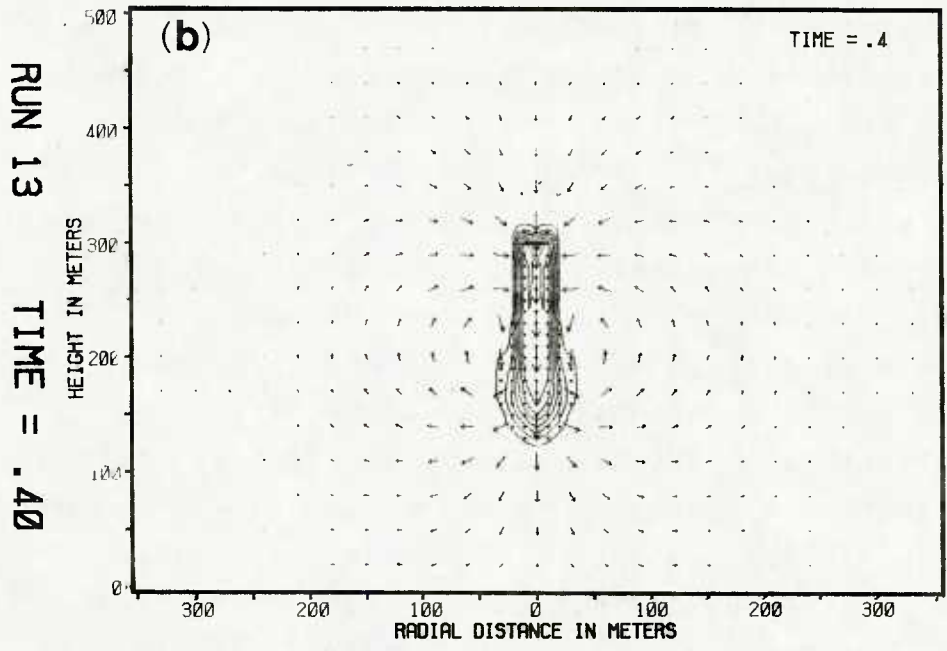 RUN 13 TIME = .40
(b)
TIME = .4
HEIGHT IN METERS
500
400
300
200
100
0
300 200 100 0 100 200 300
RADIAL DISTANCE IN METERS